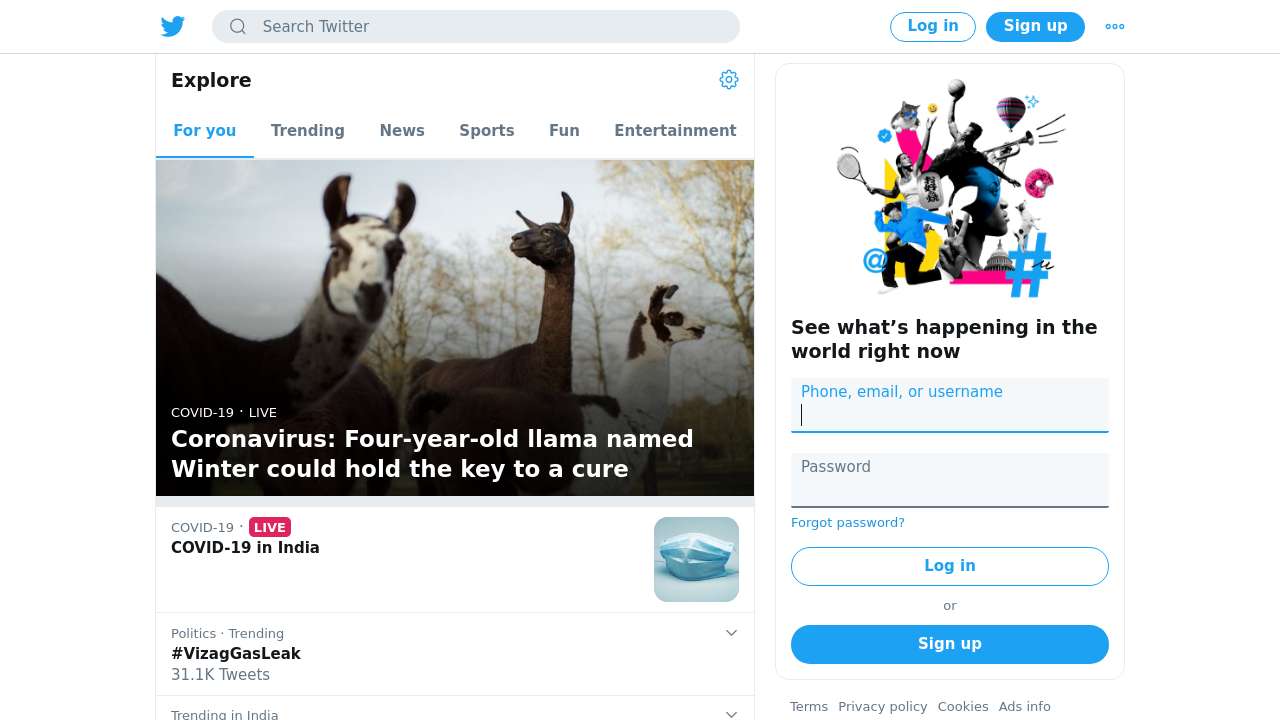 Search Twitter
Log in
Sign up
Explore
For you
Trending
News
Sports
Fun
Entertainment
COVID-19 · LIVE
Coronavirus: Four-year-old llama named
Winter could hold the key to a cure
COVID-19 · LIVE
COVID-19 in India
Politics · Trending
#VizagGasLeak
31.1K Tweets
Trending in India
@
#
See what’s happening in the
world right now
Phone, email, or username
Password
Forgot password?
Log in
or
Sign up
Terms
Privacy policy
Cookies
Ads info